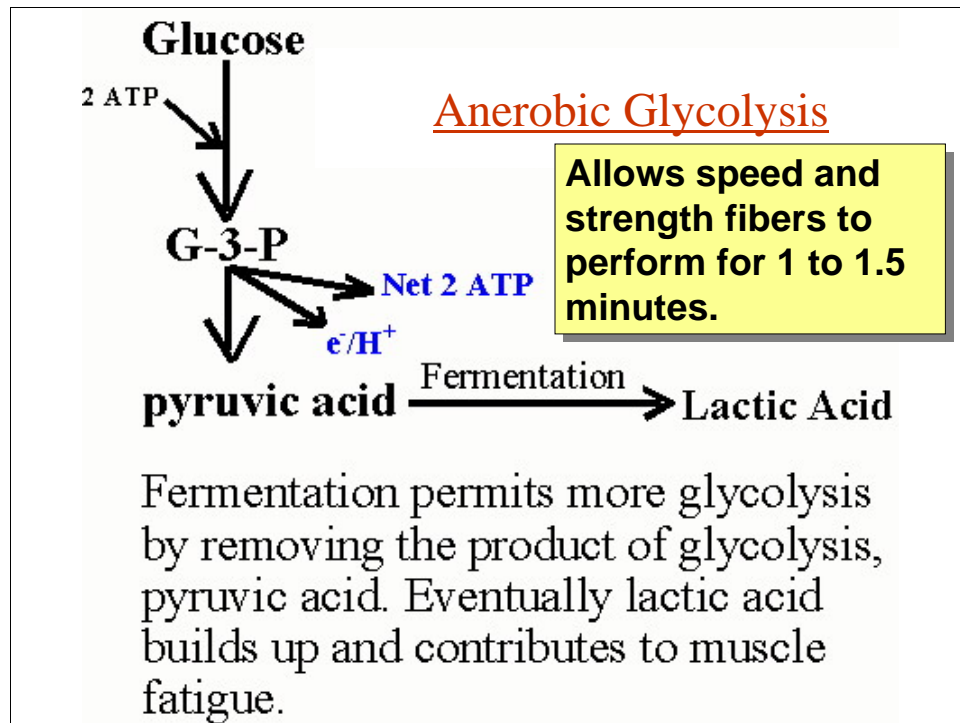 Glucose
2 ATP
Anerobic Glycolysis
Allows speed and
strength fibers to
perform for 1 to 1.5
minutes.
G-3-P
Net 2 ATP
e⁻/H⁺
pyruvic acid
Fermentation
Lactic Acid
Fermentation permits more glycolysis
by removing the product of glycolysis,
pyruvic acid. Eventually lactic acid
builds up and contributes to muscle
fatigue.